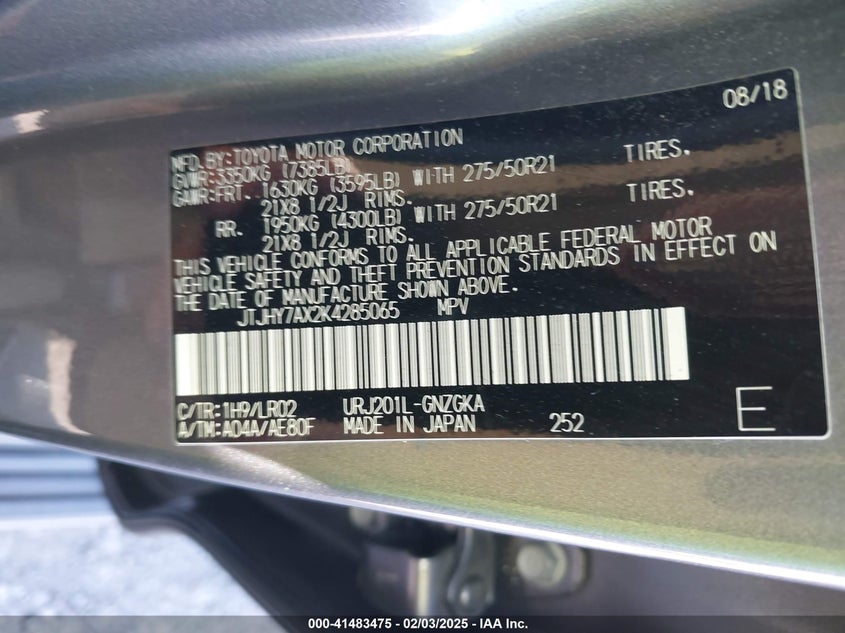 08/18
MFD. BY: TOYOTA MOTOR CORPORATION
GVWR: 3350KG (7385LB)
GAWR: FRT. 1630KG (3595LB) WITH 275/50R21 TIRES.
21X8 1/2J RIMS.
RR. 1950KG (4300LB) WITH 275/50R21 TIRES.
21X8 1/2J RIMS.
THIS VEHICLE CONFORMS TO ALL APPLICABLE FEDERAL MOTOR
VEHICLE SAFETY AND THEFT PREVENTION STANDARDS IN EFFECT ON
THE DATE OF MANUFACTURE SHOWN ABOVE.
JTJHY7AX2K4285065 MPV
C/TR: 1H9/LR02 URJ201L-GNZGKA
A/TM: A04A/AE80F MADE IN JAPAN 252 E
000-41483475 - 02/03/2025 - IAA Inc.